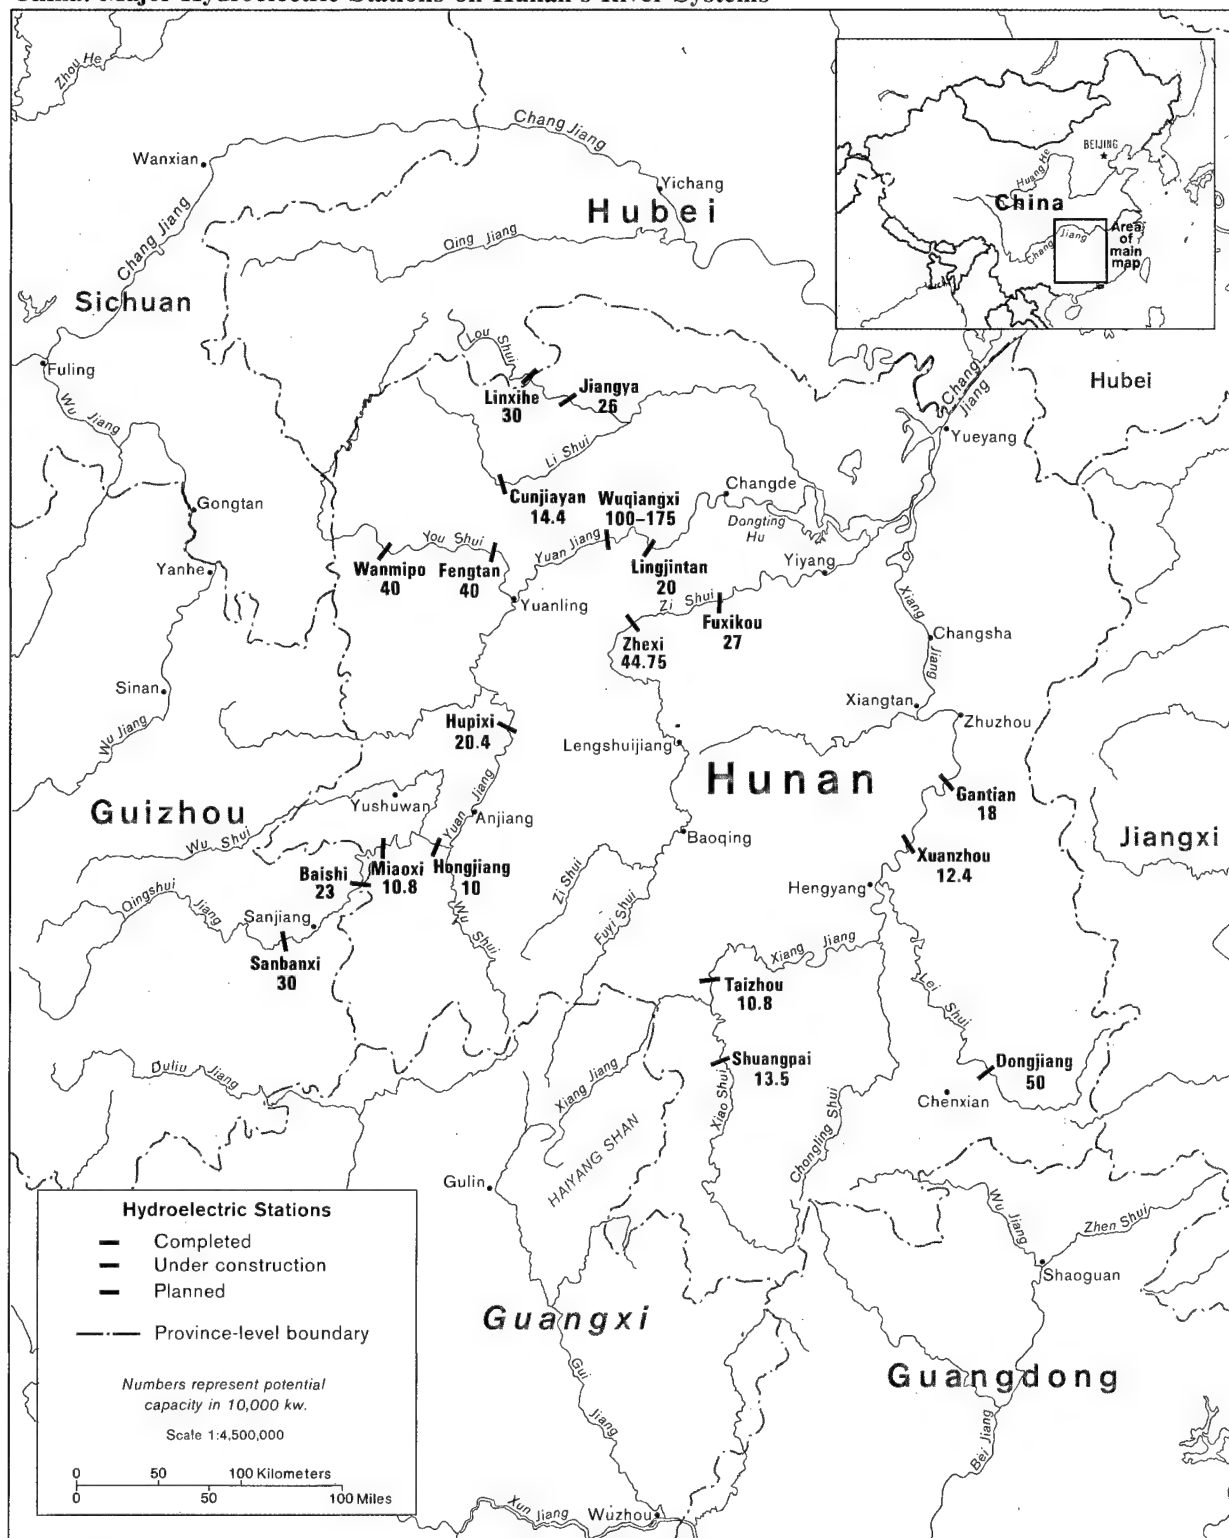 China: Major Hydroelectric Stations on Hunan's River Systems
Zhou He
Chang Jiang
Wanxian
Yichang
Hubei
Chang Jiang
Qing Jiang
Sichuan
BEIJING
Huang He
China
Chang Jiang
Area
of
main
map
Lou Shui
Fuling
Linxihe
30
Jiangya
26
Hubei
Chang Jiang
Wu Jiang
Yueyang
Li Shui
Gongtan
Cunjiayan
14.4
Wuqiangxi
100–175
Changde
Dongting
Hu
You Shui
Yuan Jiang
Yanhe
Wanmipo
40
Fengtan
40
Lingjintan
20
Yiyang
Yuanling
Zi Shui
Fuxikou
27
Xiang Jiang
Zhexi
44.75
Changsha
Sinan
Wu Jiang
Xiangtan
Zhuzhou
Hupixi
20.4
Lengshuijiang
Hunan
Guizhou
Yushuwan
Yuan Jiang
Anjiang
Gantian
18
Wu Shui
Baoqing
Jiangxi
Baishi
23
Miaoxi
10.8
Hongjiang
10
Xuanzhou
12.4
Zi Shui
Hengyang
Qingshui Jiang
Sanjiang
Fuyi Shui
Wu Shui
Sanbanxi
30
Xiang Jiang
Lei Shui
Taizhou
10.8
Duliu Jiang
Xiang Jiang
Shuangpai
13.5
Dongjiang
50
Xiao Shui
Chenxian
HAIYANG SHAN
Chongling Shui
Gulin
Wu Jiang
Zhen Shui
Shaoguan
Guangxi
Guangdong
Gui Jiang
Bei Jiang
Xun Jiang
Wuzhou
Hydroelectric Stations
Completed
Under construction
Planned
Province-level boundary
Numbers represent potential
capacity in 10,000 kw.
Scale 1:4,500,000
0 50 100 Kilometers
0 50 100 Miles